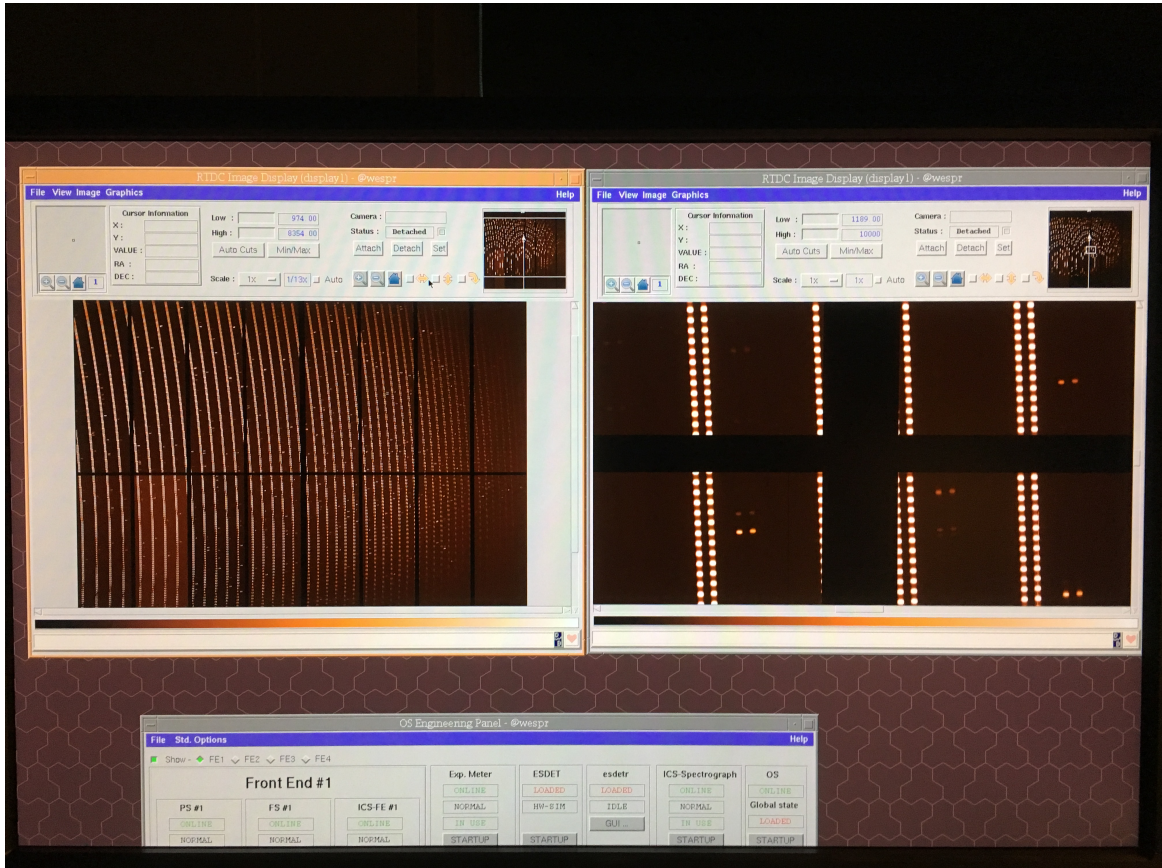 RTDC Image Display (display1) - @wespr
File View Image Graphics Help
Cursor Information
X :
Y :
VALUE :
RA :
DEC :
1
Low : 974.00
High : 8354.00
Auto Cuts Min/Max
Scale : 1x 1/13x Auto
Camera :
Status : Detached
Attach Detach Set
RTDC Image Display (display1) - @wespr
File View Image Graphics Help
Cursor Information
X :
Y :
VALUE :
RA :
DEC :
1
Low : 1189.00
High : 10000
Auto Cuts Min/Max
Scale : 1x 1x Auto
Camera :
Status : Detached
Attach Detach Set
OS Engineering Panel - @wespr
File Std. Options Help
Show - FE1 FE2 FE3 FE4
Front End #1
PS #1 FS #1 ICS-FE #1
ONLINE ONLINE ONLINE
NORMAL NORMAL NORMAL
Exp. Meter
ONLINE
NORMAL
IN USE
STARTUP
ESDET
LOADED
HW-SIM
STARTUP
esdetr
LOADED
IDLE
GUI ...
ICS-Spectrograph
ONLINE
NORMAL
IN USE
STARTUP
OS
ONLINE
Global state
LOADED
STARTUP